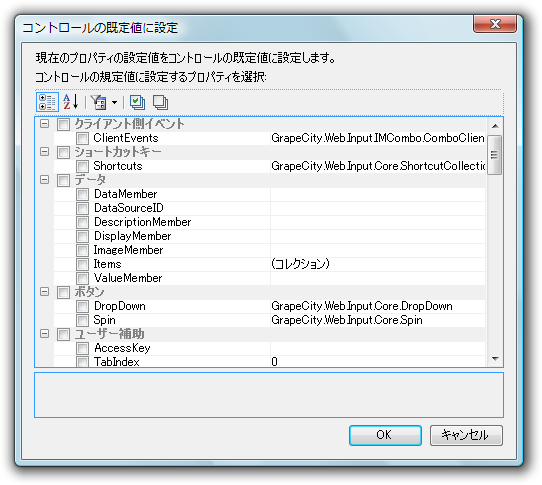 コントロールの既定値に設定
現在のプロパティの設定値をコントロールの既定値に設定します。
コントロールの規定値に設定するプロパティを選択:
クライアント側イベント
ClientEvents GrapeCity.Web.Input.IMCombo.ComboClien
ショートカットキー
Shortcuts GrapeCity.Web.Input.Core.ShortcutCollecti
データ
DataMember
DataSourceID
DescriptionMember
DisplayMember
ImageMember
Items (コレクション)
ValueMember
ボタン
DropDown GrapeCity.Web.Input.Core.DropDown
Spin GrapeCity.Web.Input.Core.Spin
ユーザー補助
AccessKey
TabIndex 0
OK キャンセル